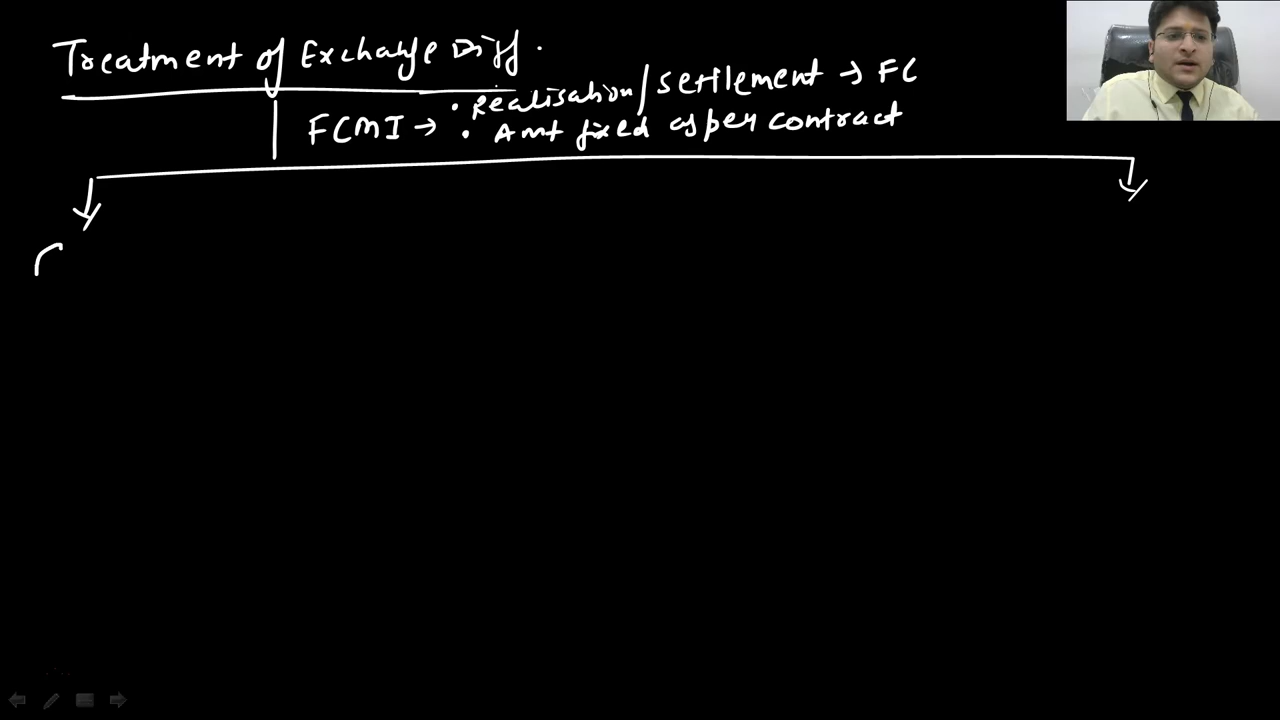 Treatment of Exchange Diff.
FCMI → • Realisation/Settlement → FC
• Amt fixed as per contract